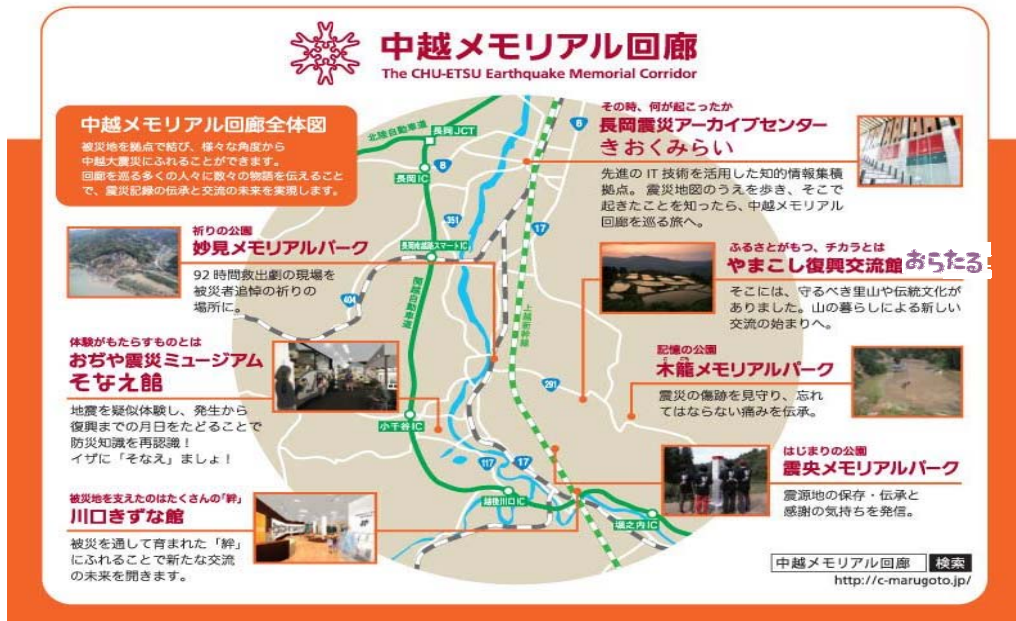 中越メモリアル回廊
The CHU-ETSU Earthquake Memorial Corridor
中越メモリアル回廊全体図
被災地を拠点で結び、様々な角度から
中越大震災にふれることができます。
回廊を巡る多くの人々に数々の物語を伝えること
で、震災記録の伝承と交流の未来を実現します。
その時、何が起こったか
長岡震災アーカイブセンター
きおくみらい
先進の IT 技術を活用した知的情報集積
拠点。 震災地図のうえを歩き、そこで
起きたことを知ったら、中越メモリアル
回廊を巡る旅へ。
祈りの公園
妙見メモリアルパーク
92 時間救出劇の現場を
被災者追悼の祈りの
場所に。
ふるさとがもつ、チカラとは
やまこし復興交流館おらたる
そこには、守るべき里山や伝統文化が
ありました。山の暮らしによる新しい
交流の始まりへ。
体験がもたらすものとは
おぢや震災ミュージアム
そなえ館
地震を疑似体験し、発生から
復興までの月日をたどることで
防災知識を再認識！
イザに「そなえ」ましょ！
記憶の公園
木籠メモリアルパーク
震災の傷跡を見守り、忘れ
てはならない痛みを伝承。
はじまりの公園
震央メモリアルパーク
震源地の保存・伝承と
感謝の気持ちを発信。
被災地を支えたのはたくさんの「絆」
川口きずな館
被災を通して育まれた「絆」
にふれることで新たな交流
の未来を開きます。
北陸自動車道
長岡JCT
8
8
長岡IC
351
17
長岡南越路スマートIC
404
関越自動車道
上越新幹線
291
小千谷IC
117
17
越後川口IC
堀之内IC
中越メモリアル回廊 検索
http://c-marugoto.jp/